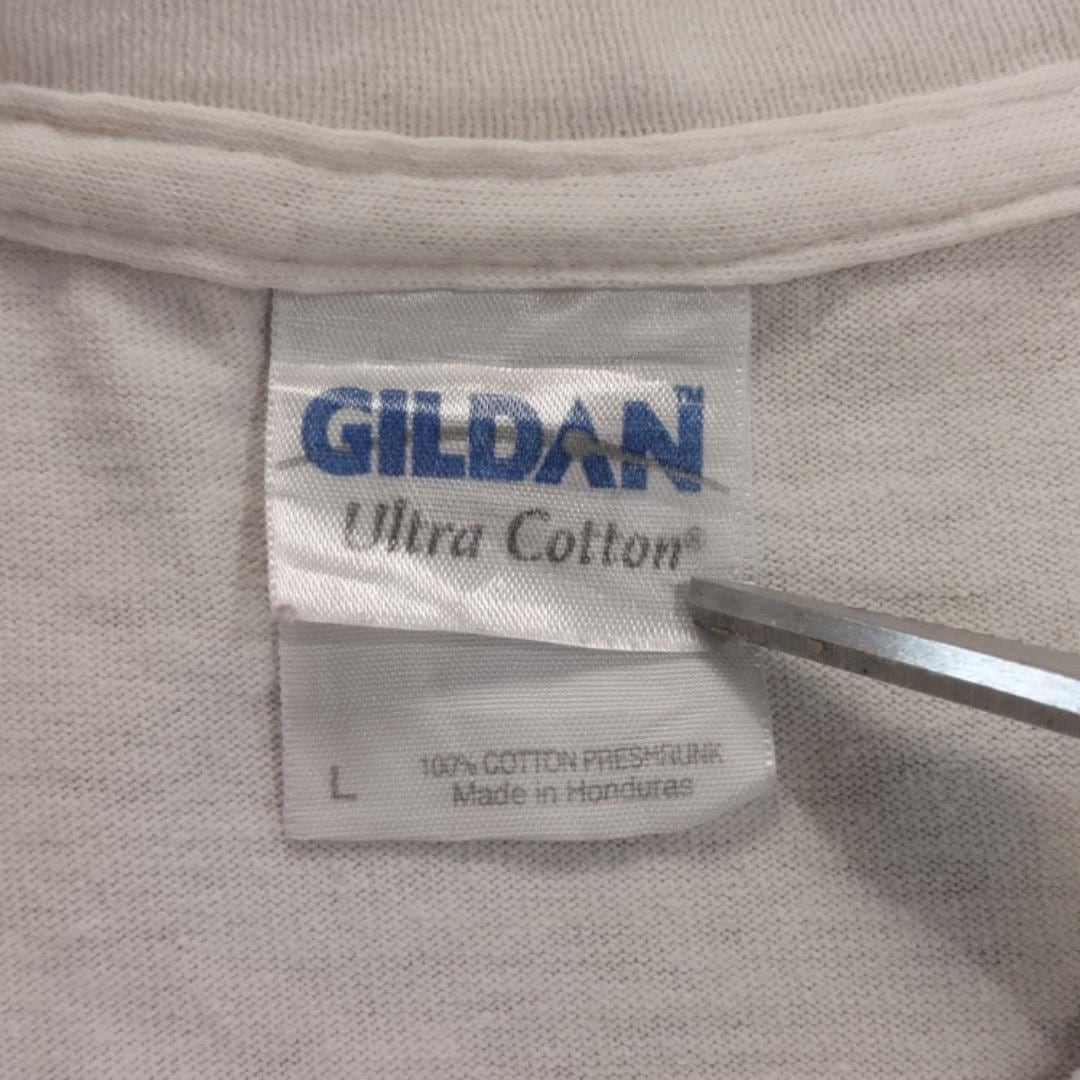 GILDAN™
Ultra Cotton®
L
100% COTTON PRESHRUNK
Made in Honduras